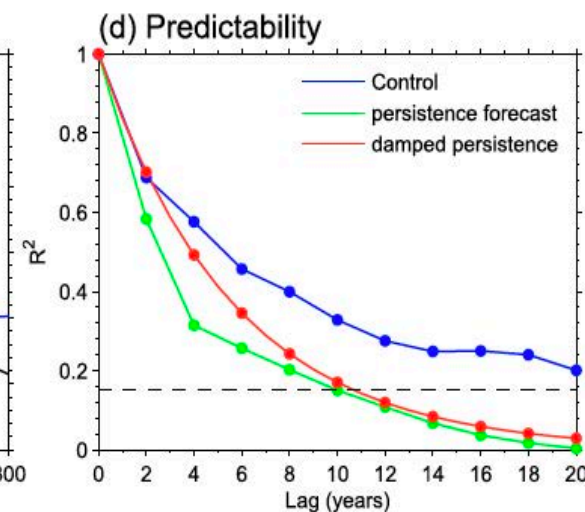 (d) Predictability
Control
persistence forecast
damped persistence
1
0.8
0.6
0.4
0.2
0
R²
300
0 2 4 6 8 10 12 14 16 18 20
Lag (years)